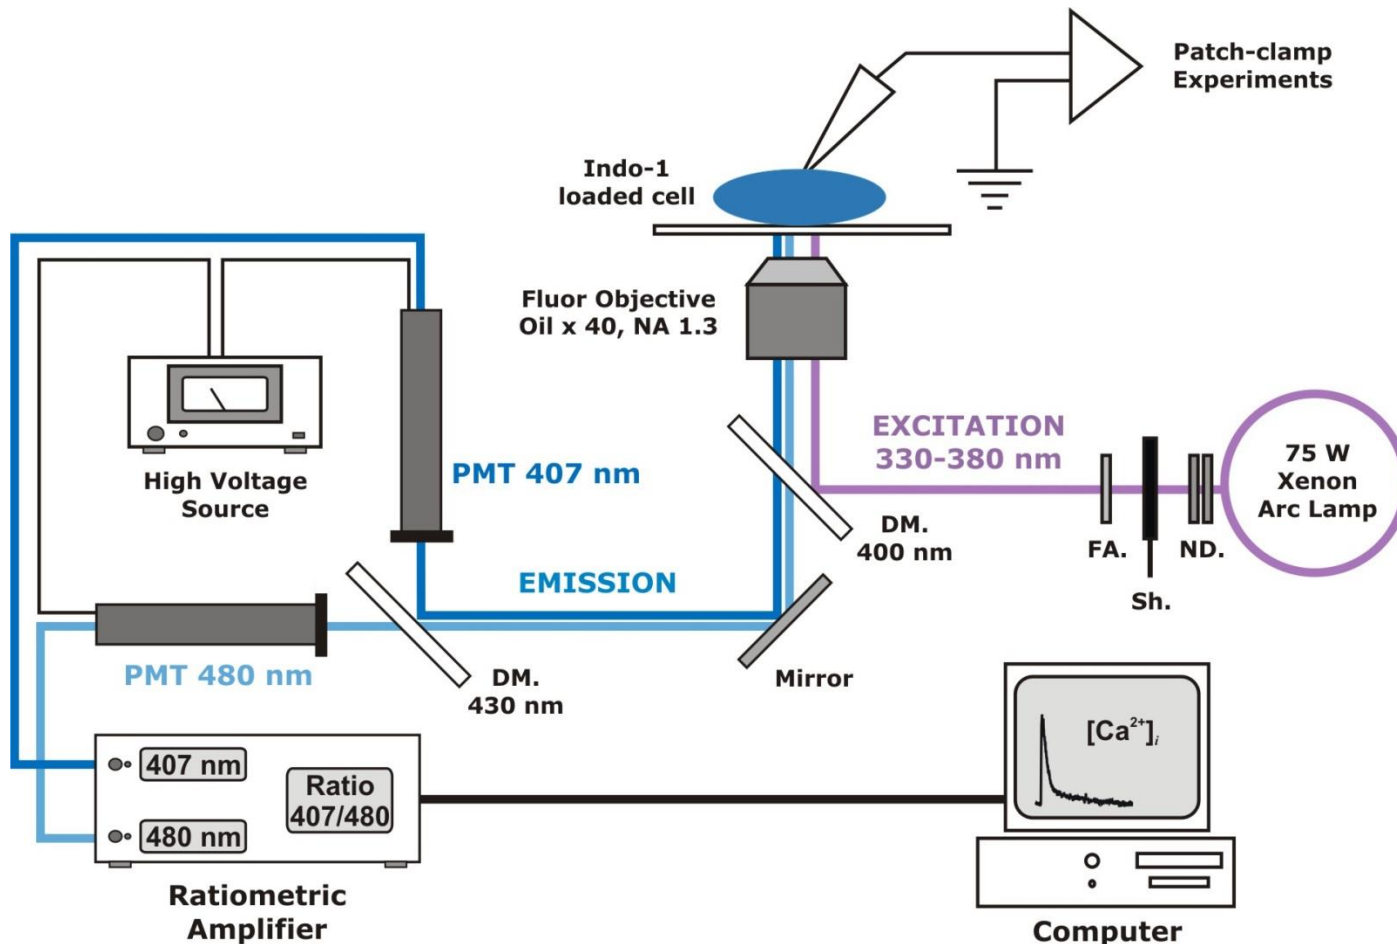 Patch-clamp
Experiments
Indo-1
loaded cell
Fluor Objective
Oil x 40, NA 1.3
High Voltage
Source
PMT 407 nm
EXCITATION
330-380 nm
75 W
Xenon
Arc Lamp
DM.
400 nm
FA.
ND.
Sh.
EMISSION
PMT 480 nm
DM.
430 nm
Mirror
407 nm
480 nm
Ratio
407/480
[Ca²⁺]ᵢ
Ratiometric
Amplifier
Computer